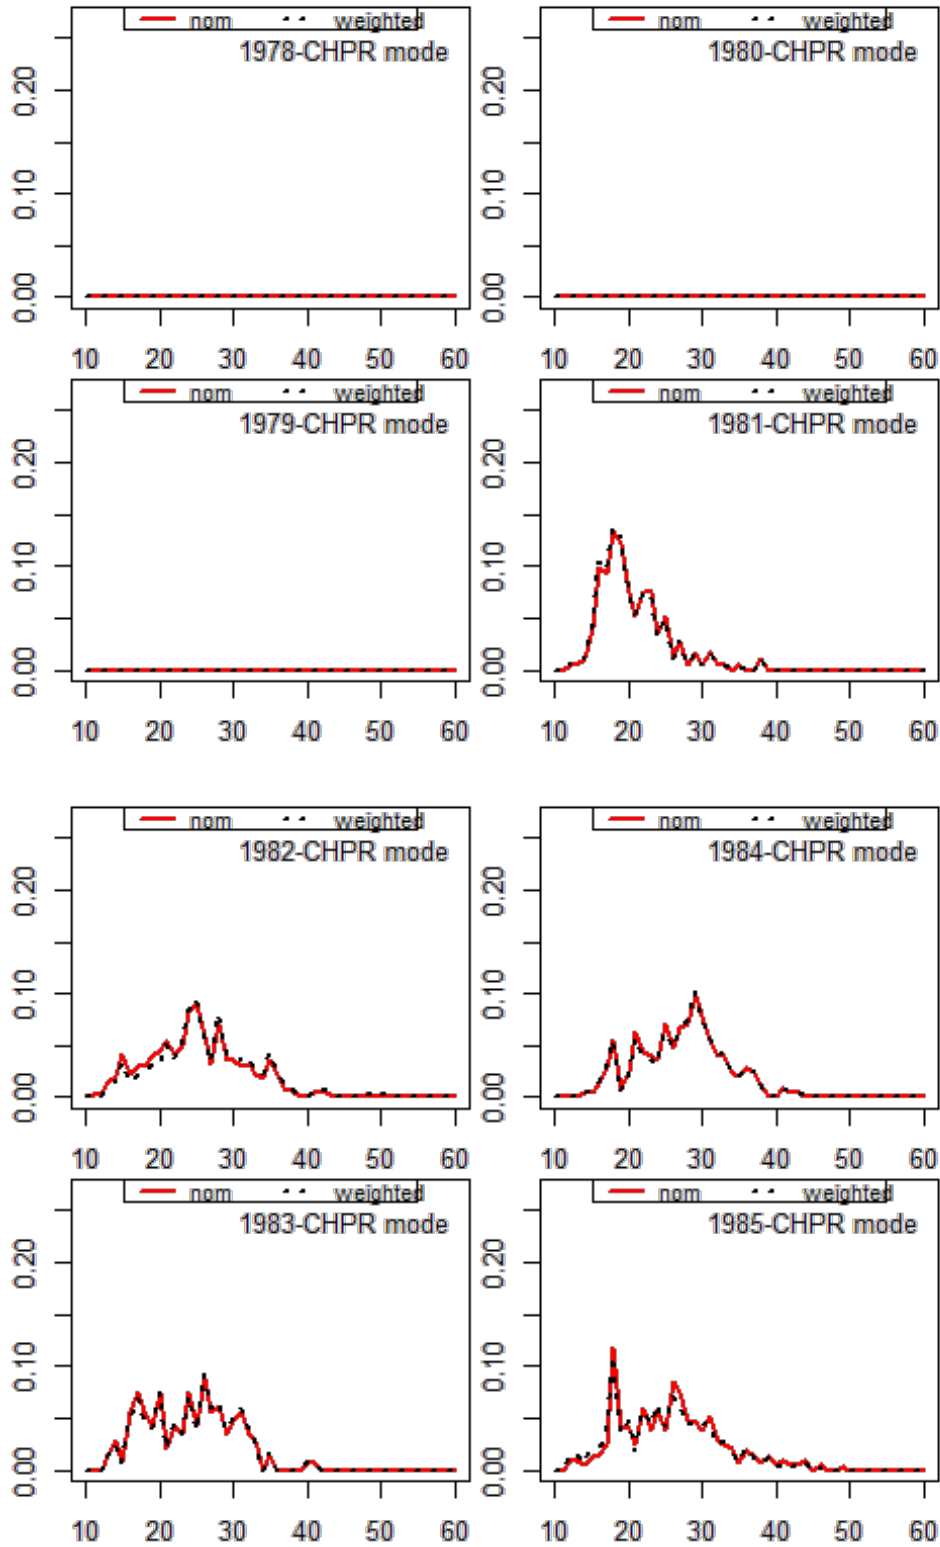 nom weighted
1978-CHPR mode
0.20
0.10
0.00
10 20 30 40 50 60
nom weighted
1980-CHPR mode
0.20
0.10
0.00
10 20 30 40 50 60
nom weighted
1979-CHPR mode
0.20
0.10
0.00
10 20 30 40 50 60
nom weighted
1981-CHPR mode
0.20
0.10
0.00
10 20 30 40 50 60
nom weighted
1982-CHPR mode
0.20
0.10
0.00
10 20 30 40 50 60
nom weighted
1984-CHPR mode
0.20
0.10
0.00
10 20 30 40 50 60
nom weighted
1983-CHPR mode
0.20
0.10
0.00
10 20 30 40 50 60
nom weighted
1985-CHPR mode
0.20
0.10
0.00
10 20 30 40 50 60